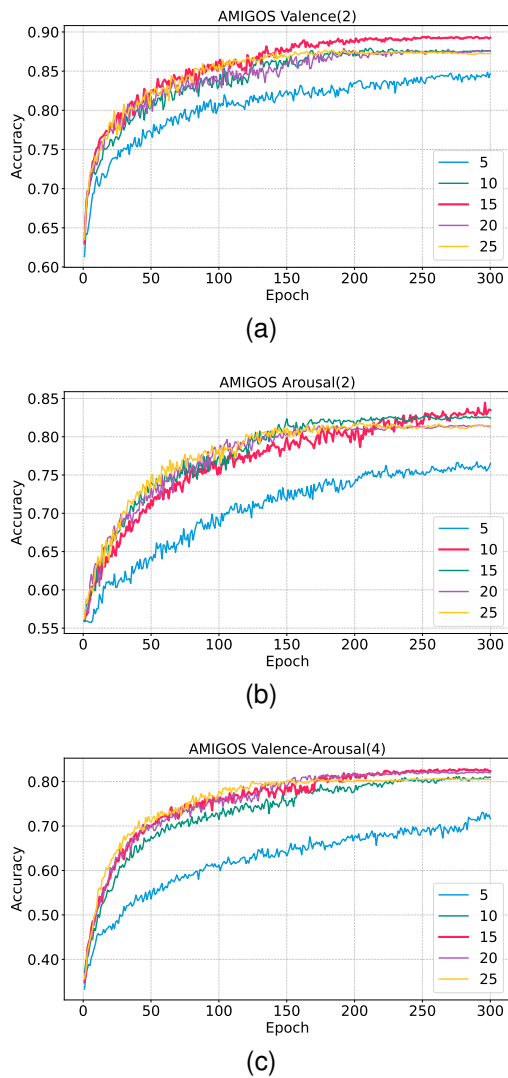 AMIGOS Valence(2)
0.90
0.85
0.80
0.75
0.70
0.65
0.60
Accuracy
0 50 100 150 200 250 300
Epoch
5
10
15
20
25
(a)
AMIGOS Arousal(2)
0.85
0.80
0.75
0.70
0.65
0.60
0.55
Accuracy
0 50 100 150 200 250 300
Epoch
5
10
15
20
25
(b)
AMIGOS Valence-Arousal(4)
0.80
0.70
0.60
0.50
0.40
Accuracy
0 50 100 150 200 250 300
Epoch
5
10
15
20
25
(c)